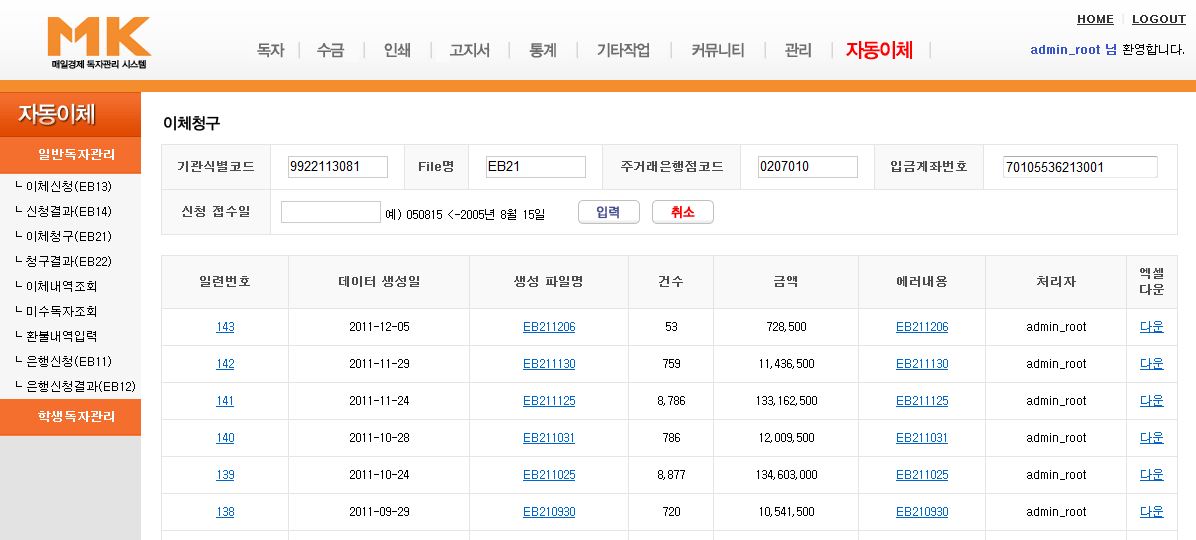 HOME LOGOUT
MK
매일경제 독자관리 시스템
독자 수금 인쇄 고지서 통계 기타작업 커뮤니티 관리 자동이체
admin_root 님 환영합니다.
자동이체
일반독자관리
└ 이체신청(EB13)
└ 신청결과(EB14)
└ 이체청구(EB21)
└ 청구결과(EB22)
└ 이체내역조회
└ 미수독자조회
└ 환불내역입력
└ 은행신청(EB11)
└ 은행신청결과(EB12)
학생독자관리
이체청구
기관식별코드 9922113081 File명 EB21 주거래은행점코드 0207010 입금계좌번호 70105536213001
신청 접수일 예) 050815 <-2005년 8월 15일 입력 취소
일련번호 데이터 생성일 생성 파일명 건수 금액 에러내용 처리자 엑셀 다운
143 2011-12-05 EB211206 53 728,500 EB211206 admin_root 다운
142 2011-11-29 EB211130 759 11,436,500 EB211130 admin_root 다운
141 2011-11-24 EB211125 8,786 133,162,500 EB211125 admin_root 다운
140 2011-10-28 EB211031 786 12,009,500 EB211031 admin_root 다운
139 2011-10-24 EB211025 8,877 134,603,000 EB211025 admin_root 다운
138 2011-09-29 EB210930 720 10,541,500 EB210930 admin_root 다운